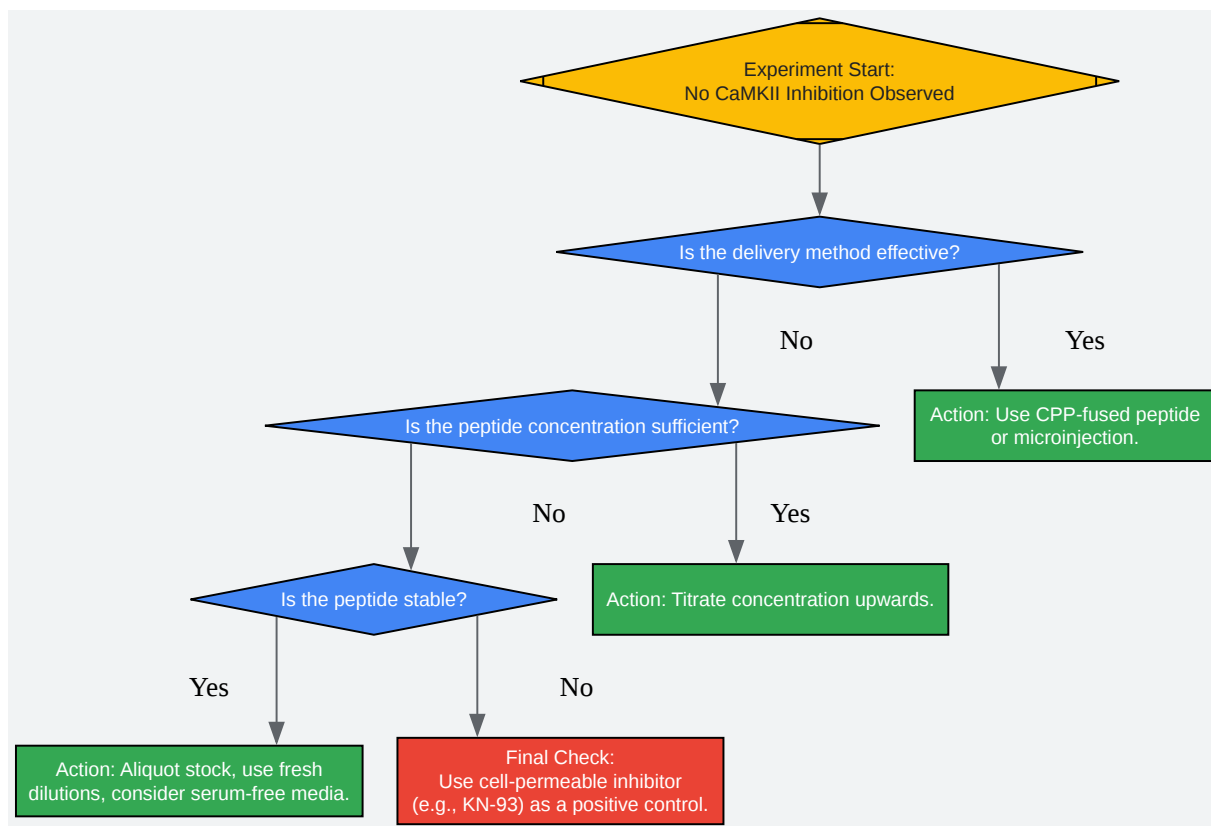 Experiment Start:
No CaMKII Inhibition Observed
Is the delivery method effective?
No
Yes
Is the peptide concentration sufficient?
Action: Use CPP-fused peptide
or microinjection.
No
Yes
Is the peptide stable?
Action: Titrate concentration upwards.
Yes
No
Action: Aliquot stock, use fresh
dilutions, consider serum-free media.
Final Check:
Use cell-permeable inhibitor
(e.g., KN-93) as a positive control.